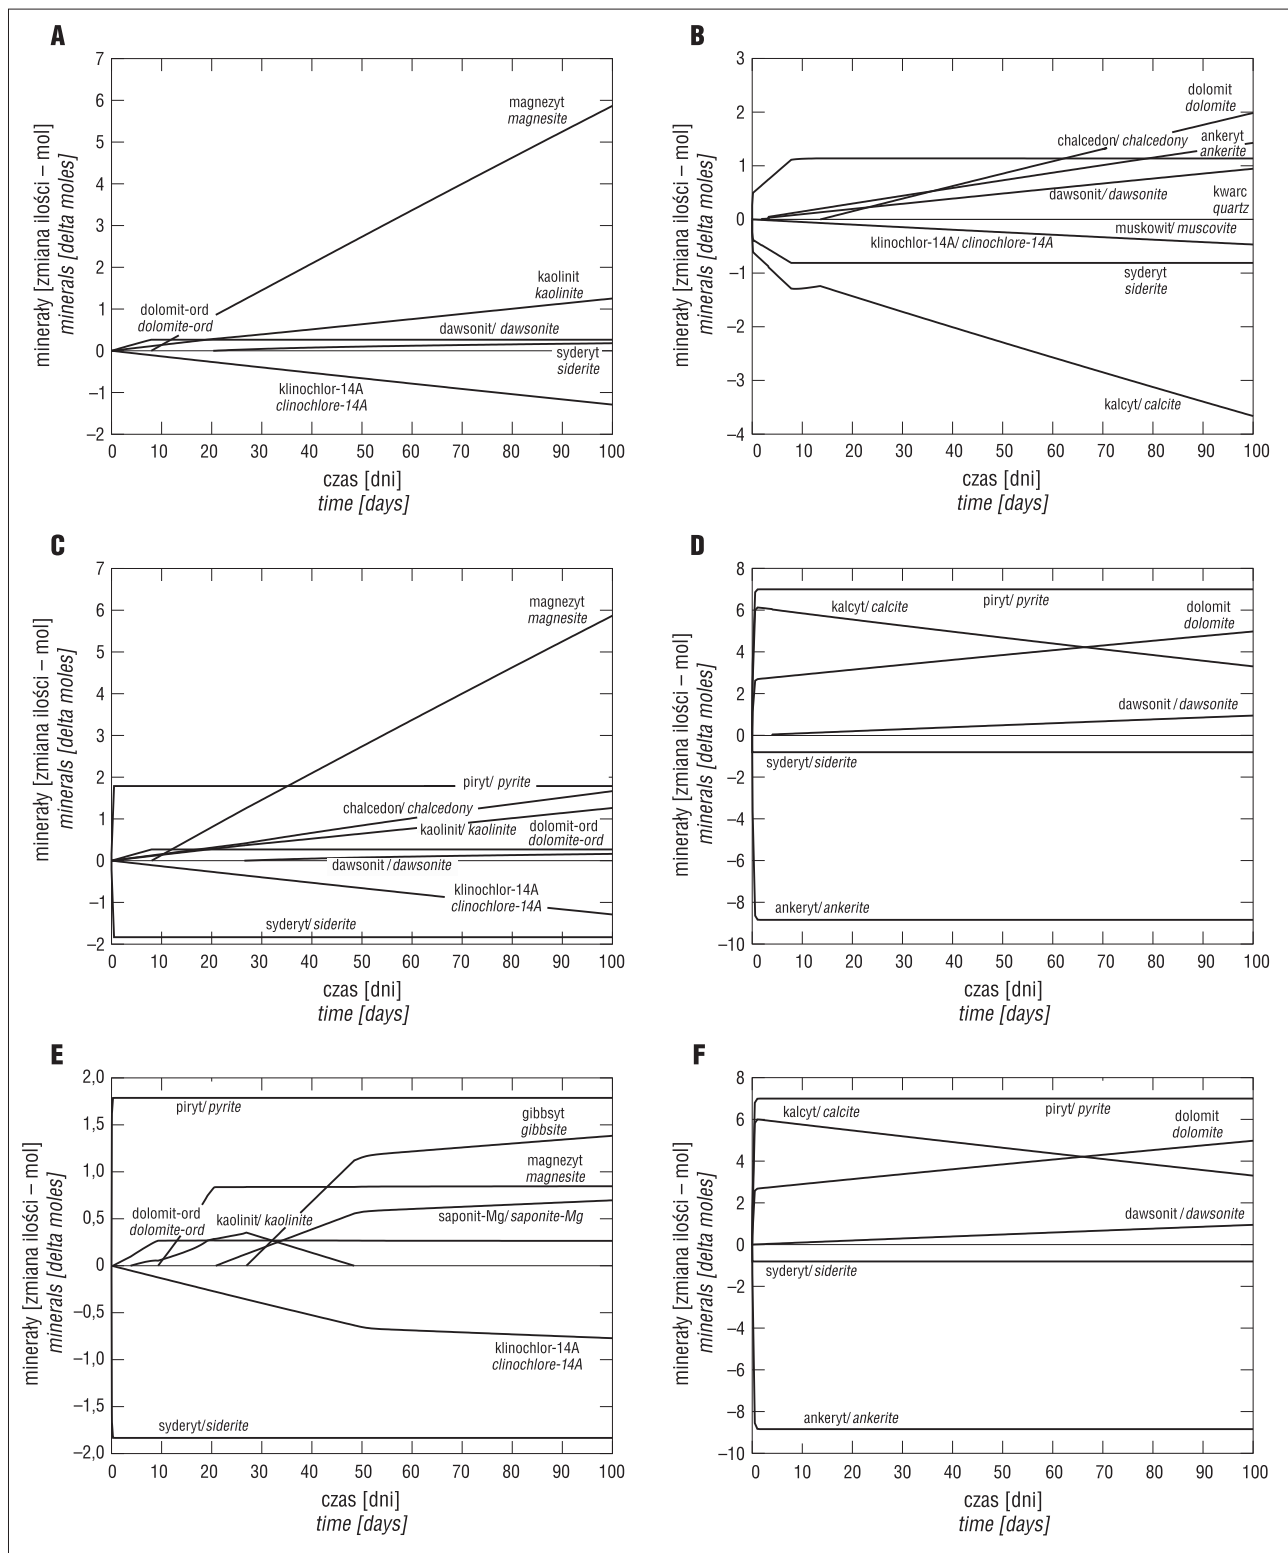 A
minerały [zmiana ilości – mol]
minerals [delta moles]
7
6
5
4
3
2
1
0
–1
–2
magnezyt
magnesite
kaolinit
kaolinite
dolomit-ord
dolomite-ord
dawsonit/ dawsonite
syderyt
siderite
klinochlor-14A
clinochlore-14A
0 10 20 30 40 50 60 70 80 90 100
czas [dni]
time [days]
B
minerały [zmiana ilości – mol]
minerals [delta moles]
3
2
1
0
–1
–2
–3
–4
dolomit
dolomite
chalcedon/ chalcedony
ankeryt
ankerite
dawsonit/ dawsonite
kwarc
quartz
muskowit/ muscovite
klinochlor-14A/ clinochlore-14A
syderyt
siderite
kalcyt/ calcite
0 10 20 30 40 50 60 70 80 90 100
czas [dni]
time [days]
C
minerały [zmiana ilości – mol]
minerals [delta moles]
7
6
5
4
3
2
1
0
–1
–2
magnezyt
magnesite
piryt/ pyrite
chalcedon/ chalcedony
kaolinit/ kaolinite
dolomit-ord
dolomite-ord
dawsonit / dawsonite
klinochlor-14A
clinochlore-14A
syderyt/ siderite
0 10 20 30 40 50 60 70 80 90 100
czas [dni]
time [days]
D
minerały [zmiana ilości – mol]
minerals [delta moles]
8
6
4
2
0
–2
–4
–6
–8
–10
piryt/ pyrite
kalcyt/ calcite
dolomit
dolomite
dawsonit / dawsonite
syderyt/ siderite
ankeryt/ ankerite
0 10 20 30 40 50 60 70 80 90 100
czas [dni]
time [days]
E
minerały [zmiana ilości – mol]
minerals [delta moles]
2,0
1,5
1,0
0,5
0
–0,5
–1,0
–1,5
–2,0
piryt/ pyrite
gibbsyt
gibbsite
magnezyt
magnesite
dolomit-ord
dolomite-ord
kaolinit/ kaolinite
saponit-Mg/ saponite-Mg
klinochlor-14A
clinochlore-14A
syderyt/ siderite
0 10 20 30 40 50 60 70 80 90 100
czas [dni]
time [days]
F
minerały [zmiana ilości – mol]
minerals [delta moles]
8
6
4
2
0
–2
–4
–6
–8
–10
kalcyt/ calcite
piryt/ pyrite
dolomit
dolomite
dawsonit / dawsonite
syderyt/ siderite
ankeryt/ ankerite
0 10 20 30 40 50 60 70 80 90 100
czas [dni]
time [days]